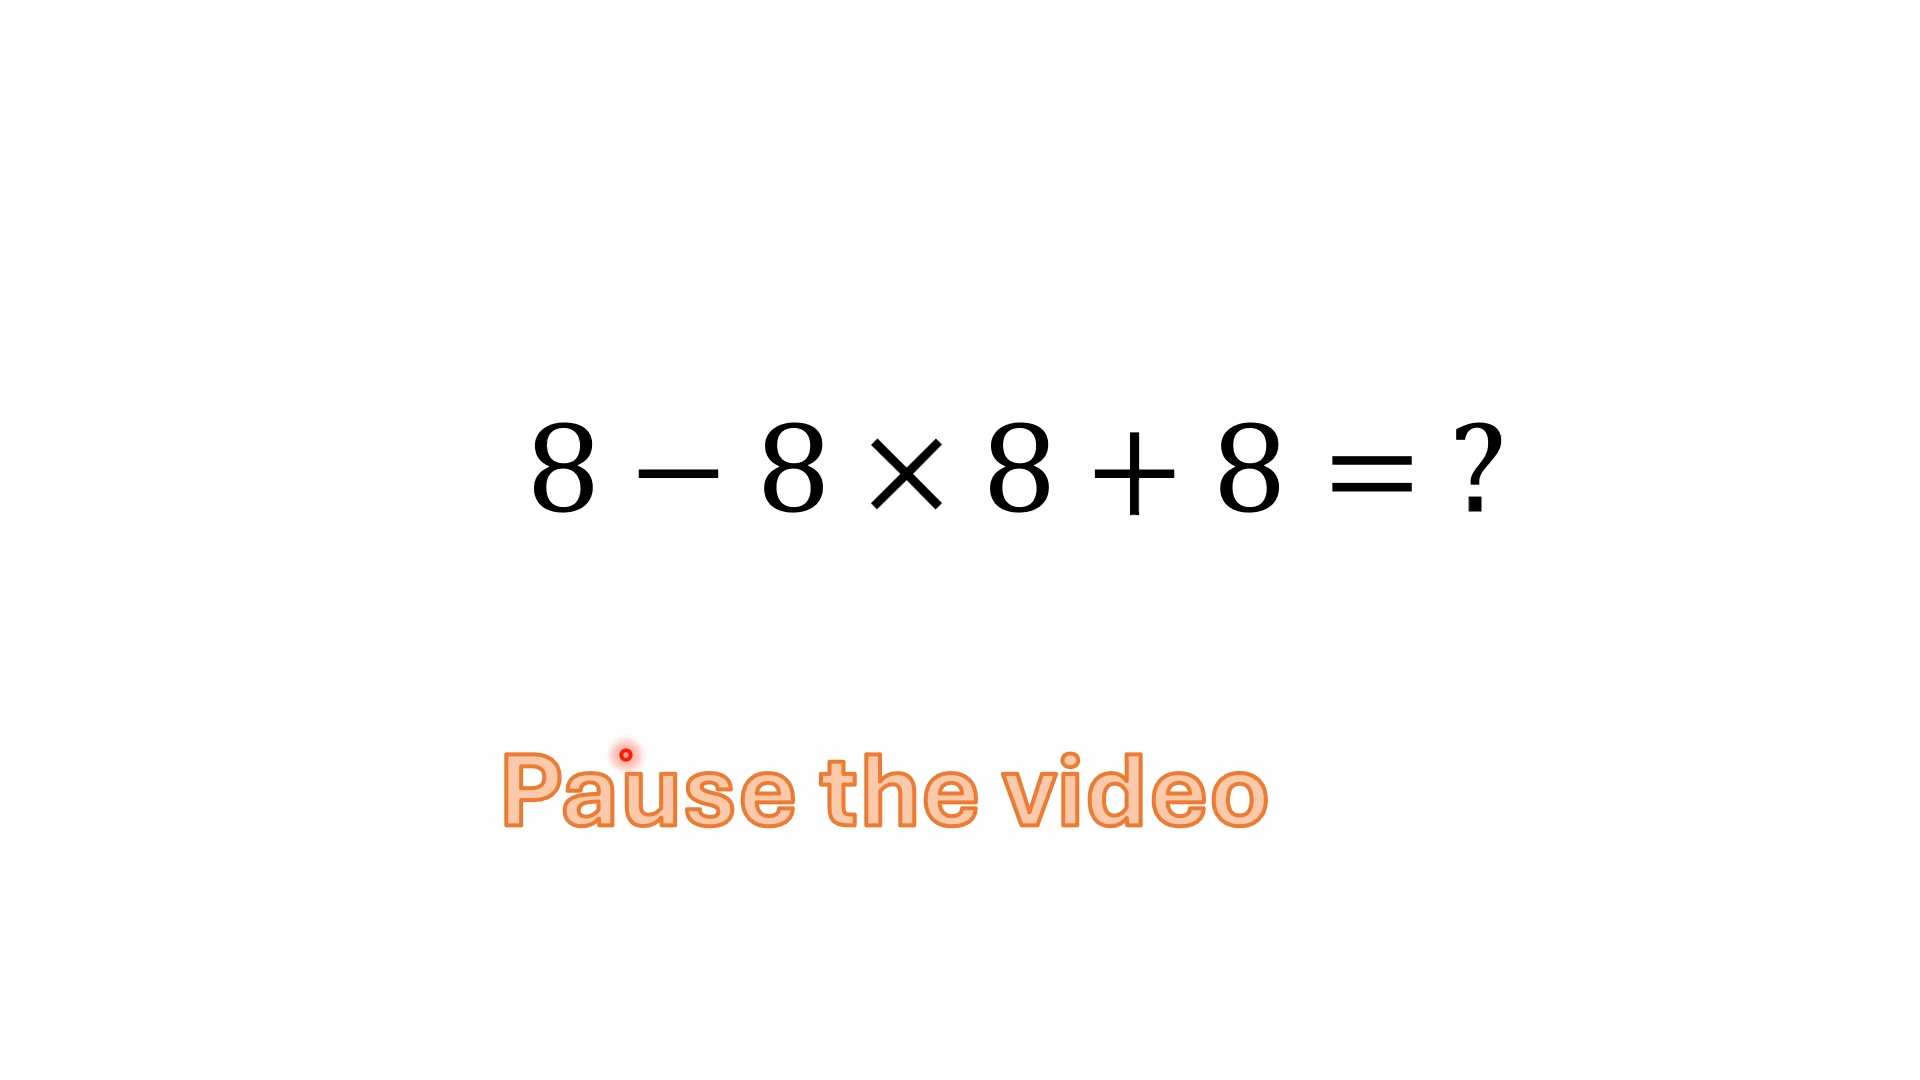 8 − 8 × 8 + 8 = ?
Pause the video